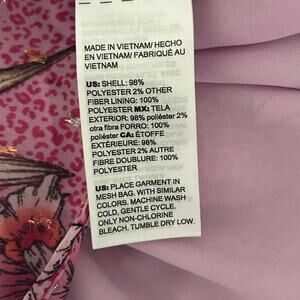 MADE IN VIETNAM/ HECHO
EN VIETNAM/ FABRIQUÉ AU
VIETNAM
US: SHELL: 98%
POLYESTER 2% OTHER
FIBER LINING: 100%
POLYESTER MX: TELA
EXTERIOR: 98% poliéster 2%
otra fibra FORRO: 100%
poliéster CA: ÉTOFFE
EXTÉRIEURE: 98%
POLYESTER 2% AUTRE
FIBRE DOUBLURE: 100%
POLYESTER
US: PLACE GARMENT IN
MESH BAG, WITH SIMILAR
COLORS. MACHINE WASH
COLD, GENTLE CYCLE.
ONLY NON-CHLORINE
BLEACH. TUMBLE DRY LOW.